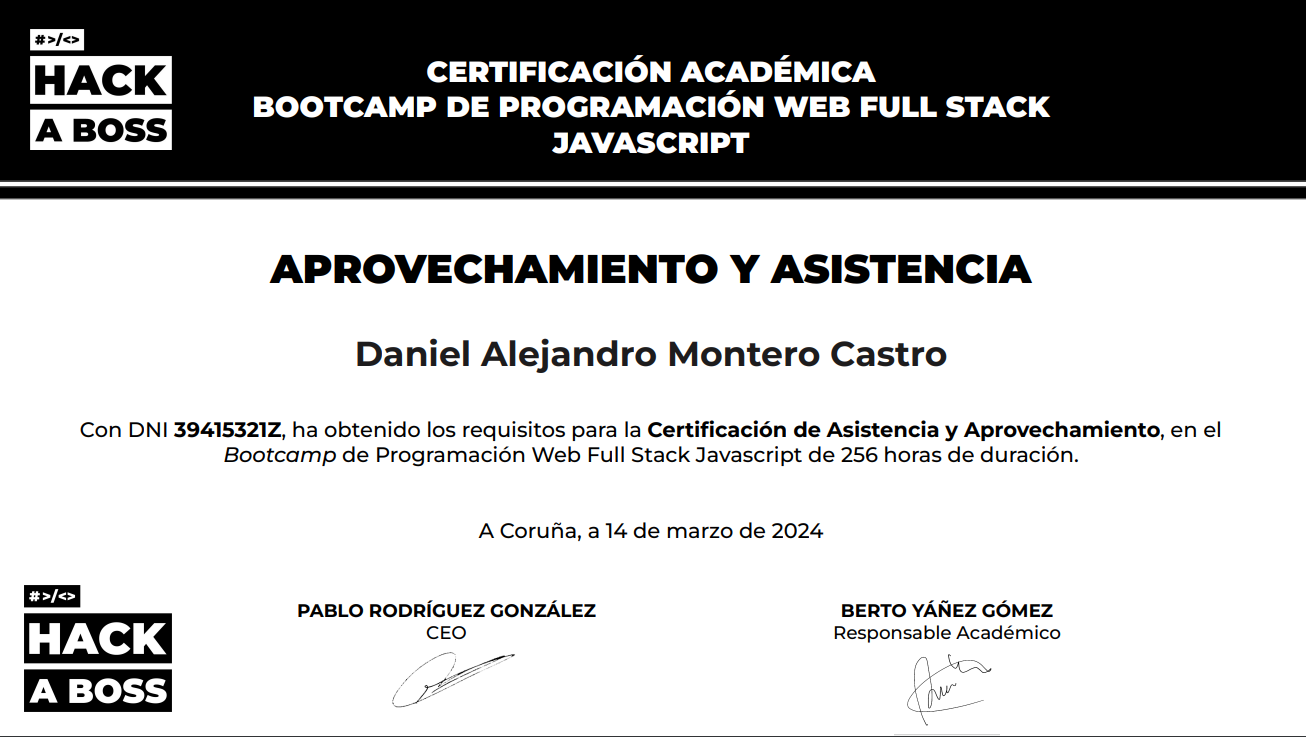 #>/<>
HACK
A BOSS
CERTIFICACIÓN ACADÉMICA
BOOTCAMP DE PROGRAMACIÓN WEB FULL STACK
JAVASCRIPT
APROVECHAMIENTO Y ASISTENCIA
Daniel Alejandro Montero Castro
Con DNI 39415321Z, ha obtenido los requisitos para la Certificación de Asistencia y Aprovechamiento, en el
Bootcamp de Programación Web Full Stack Javascript de 256 horas de duración.
A Coruña, a 14 de marzo de 2024
#>/<>
HACK
A BOSS
PABLO RODRÍGUEZ GONZÁLEZ
CEO
BERTO YÁÑEZ GÓMEZ
Responsable Académico